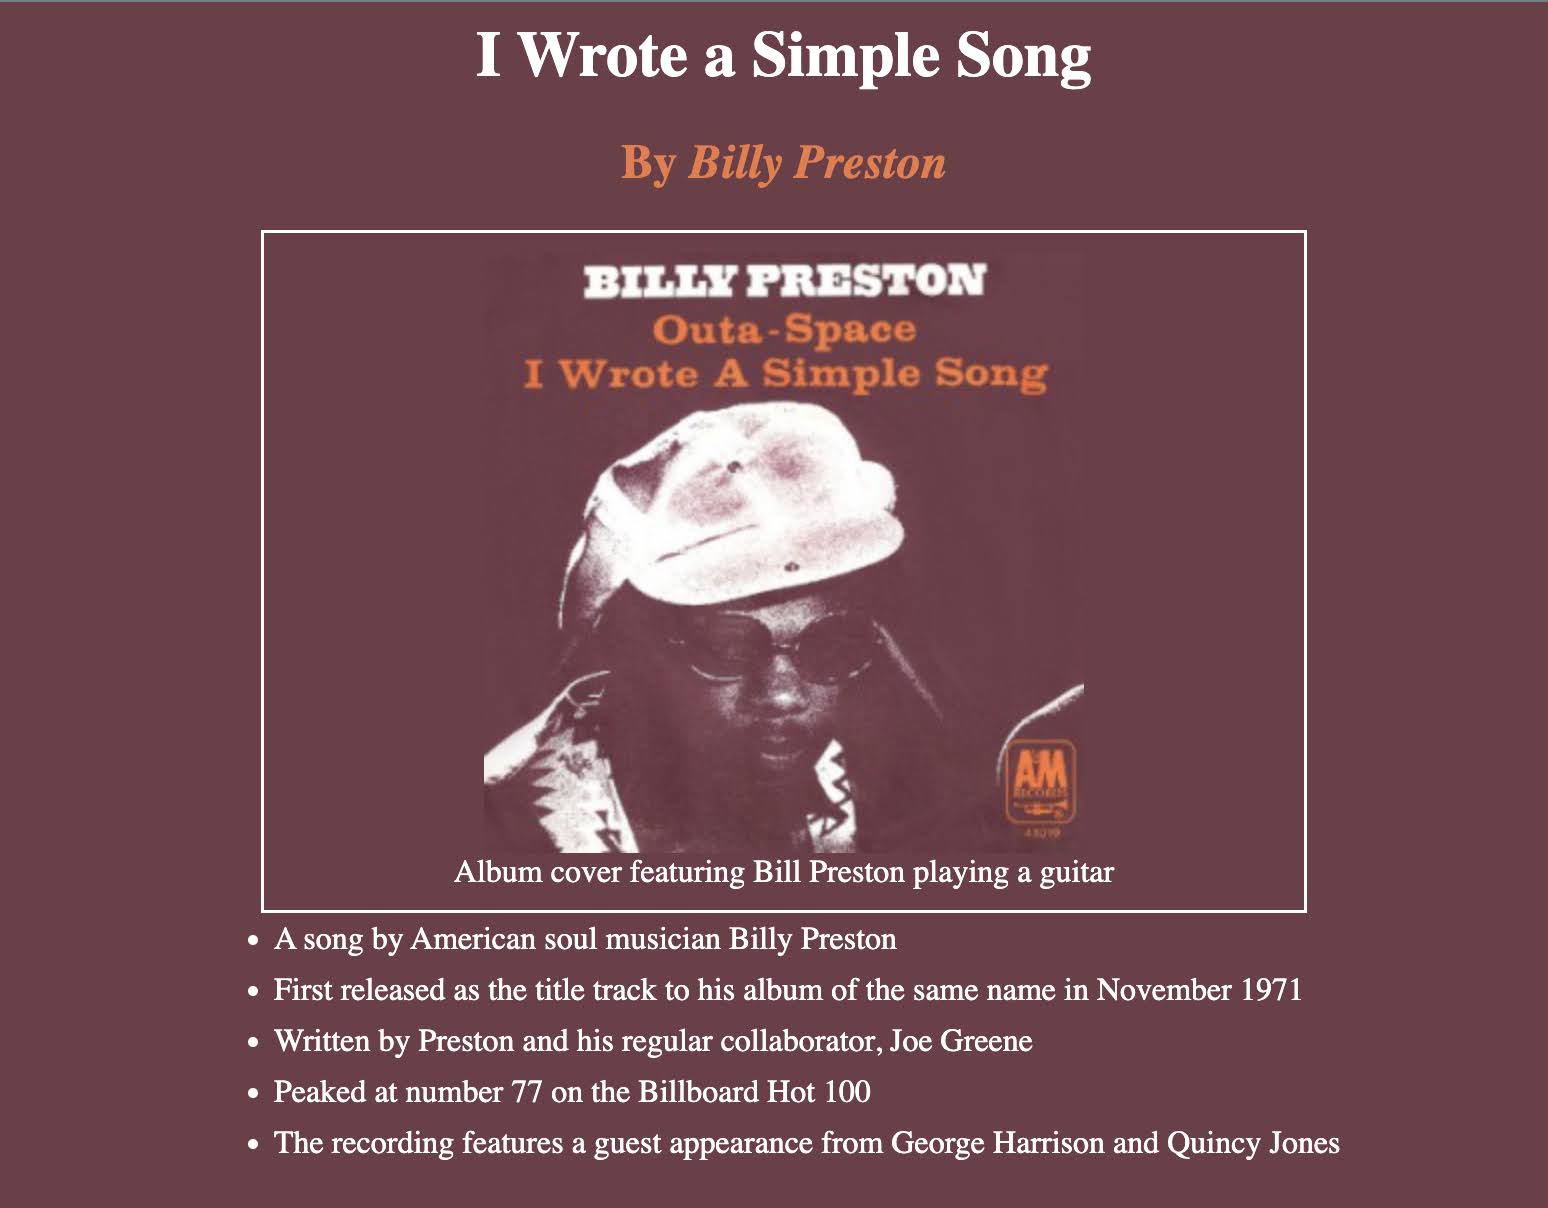 I Wrote a Simple Song
By Billy Preston
BILLY PRESTON
Outa-Space
I Wrote A Simple Song
A&M
RECORDS
®
Album cover featuring Bill Preston playing a guitar
A song by American soul musician Billy Preston
First released as the title track to his album of the same name in November 1971
Written by Preston and his regular collaborator, Joe Greene
Peaked at number 77 on the Billboard Hot 100
The recording features a guest appearance from George Harrison and Quincy Jones